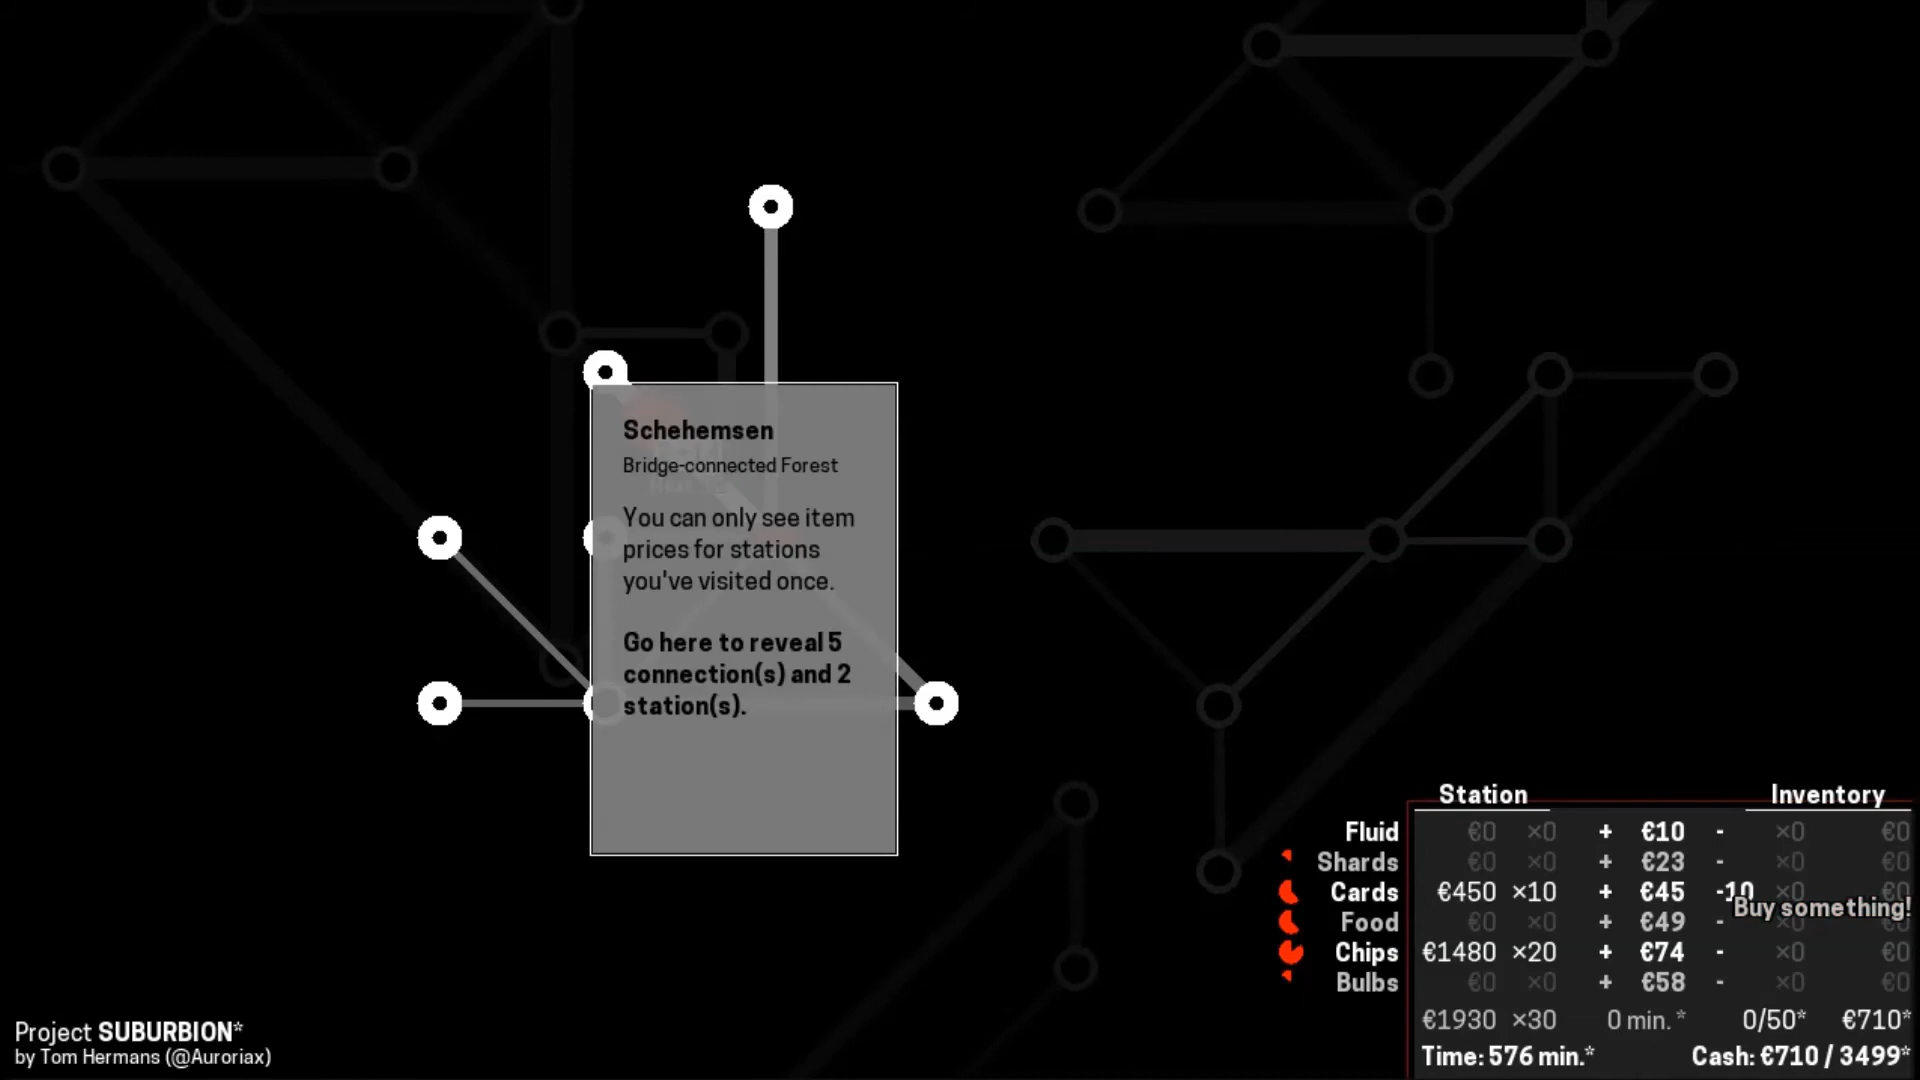 Schehemsen
Bridge-connected Forest
You can only see item
prices for stations
you've visited once.
Go here to reveal 5
connection(s) and 2
station(s).
Station Inventory
Fluid €0 ×0 + €10 - ×0 €0
Shards €0 ×0 + €23 - ×0 €0
Cards €450 ×10 + €45 -10 ×0 €0
Buy something!
Food €0 ×0 + €49 - ×0 €0
Chips €1480 ×20 + €74 - ×0 €0
Bulbs €0 ×0 + €58 - ×0 €0
€1930 ×30 0 min.* 0/50* €710*
Time: 576 min.* Cash: €710 / 3499*
Project SUBURBION*
by Tom Hermans (@Auroriax)